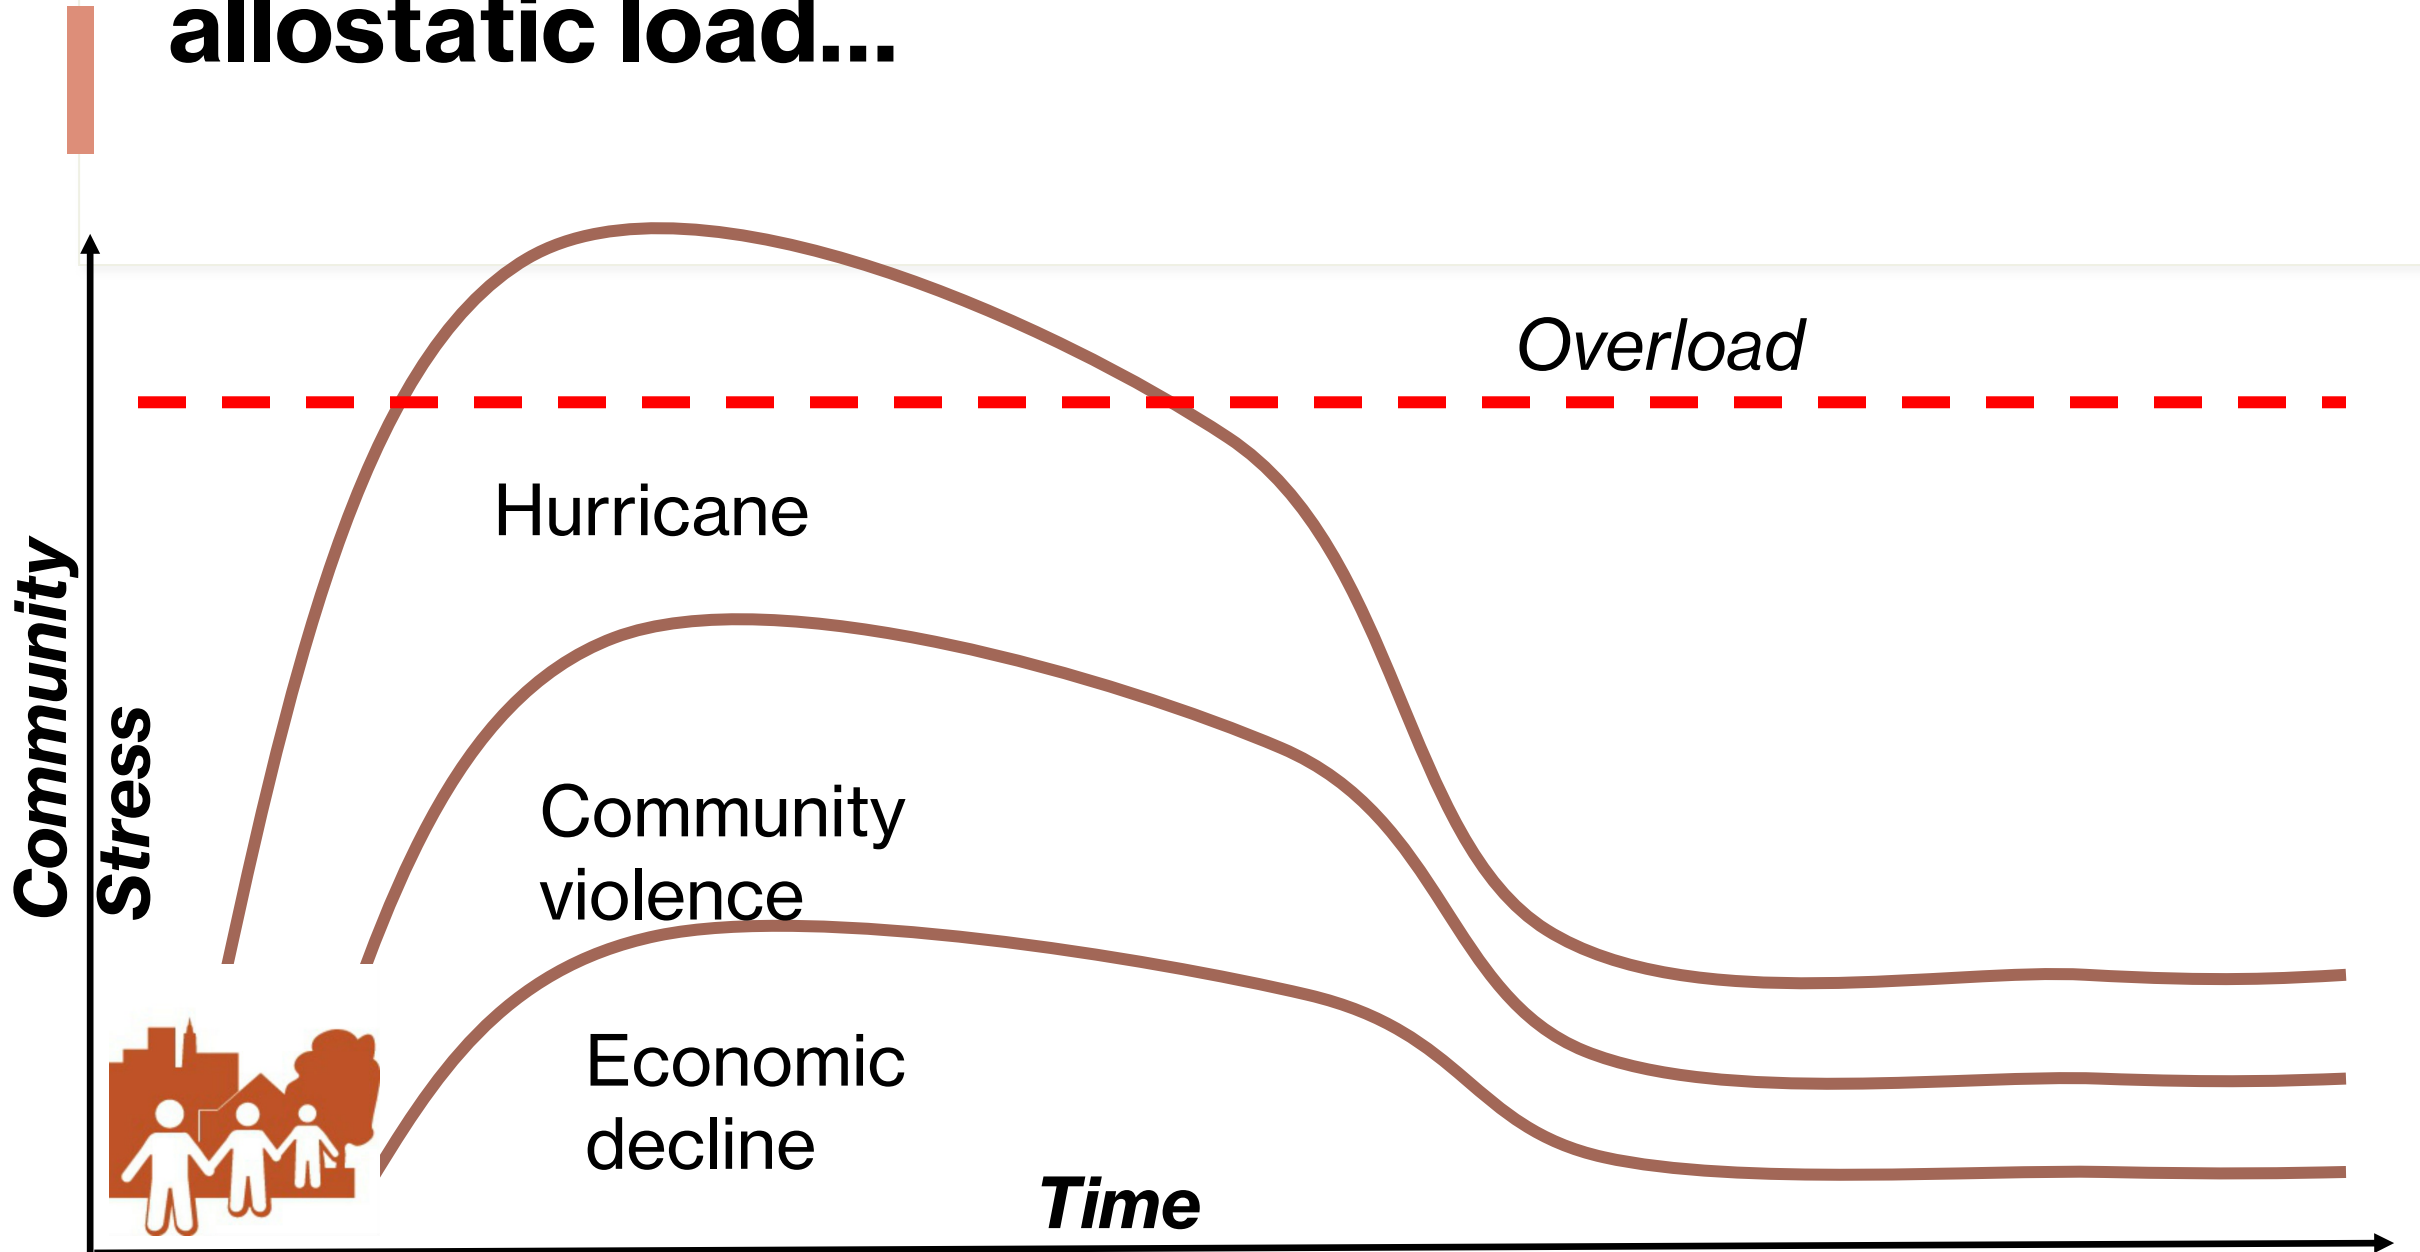 allostatic load...
Overload
Hurricane
Community
Stress
Community
violence
Economic
decline
Time